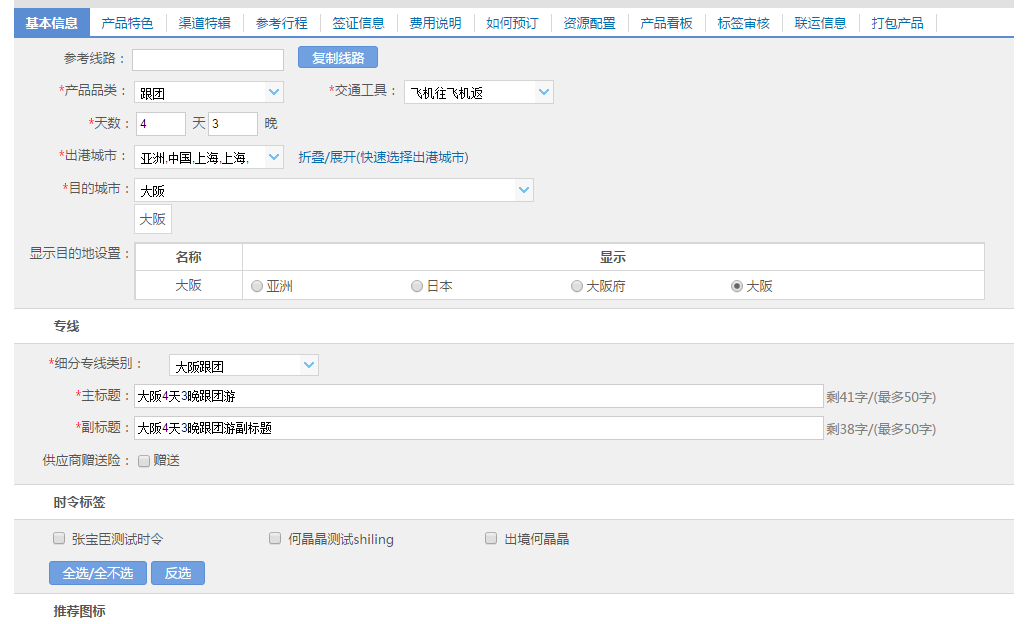 基本信息 产品特色 渠道特辑 参考行程 签证信息 费用说明 如何预订 资源配置 产品看板 标签审核 联运信息 打包产品
参考线路： 复制线路
*产品品类： 跟团 *交通工具： 飞机往飞机返
*天数： 4 天 3 晚
*出港城市： 亚洲,中国,上海,上海, 折叠/展开(快速选择出港城市)
*目的城市： 大阪
大阪
显示目的地设置： 名称 显示
大阪 亚洲 日本 大阪府 大阪
专线
*细分专线类别： 大阪跟团
*主标题： 大阪4天3晚跟团游 剩41字/(最多50字)
*副标题： 大阪4天3晚跟团游副标题 剩38字/(最多50字)
供应商赠送险： 赠送
时令标签
张宝臣测试时令 何晶晶测试shiling 出境何晶晶
全选/全不选 反选
推荐图标